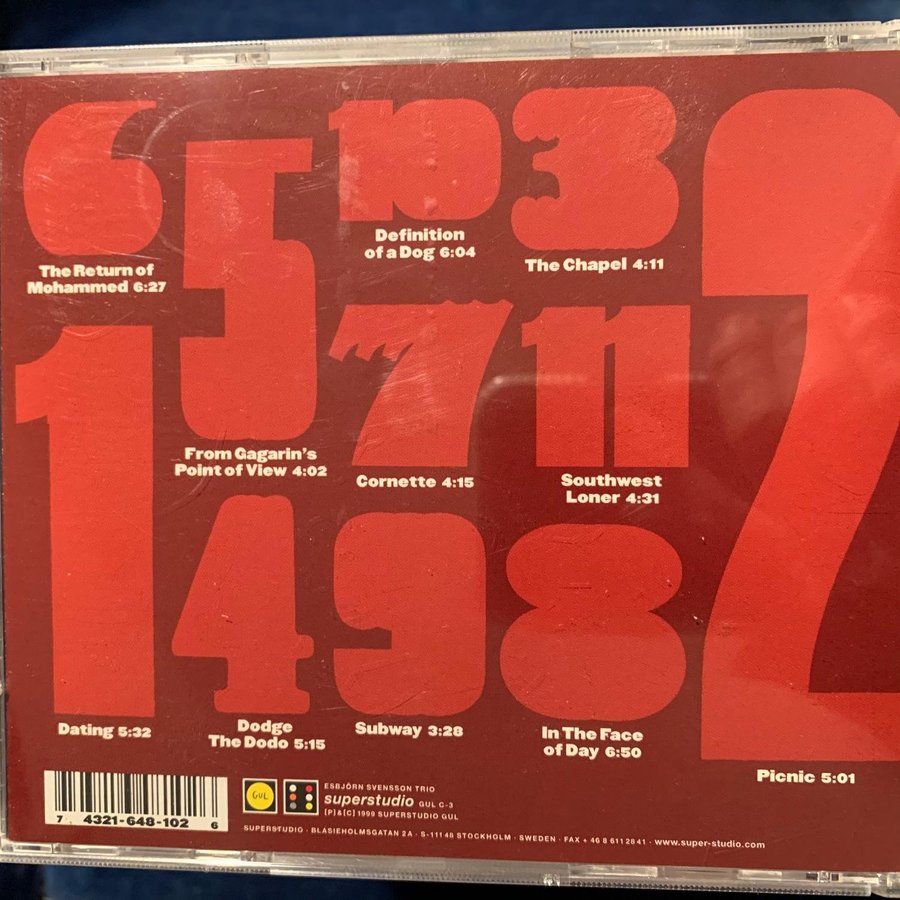 6
The Return of
Mohammed 6:27
5
From Gagarin's
Point of View 4:02
10
Definition
of a Dog 6:04
3
The Chapel 4:11
2
Picnic 5:01
1
Dating 5:32
7
Cornette 4:15
11
Southwest
Loner 4:31
4
Dodge
The Dodo 5:15
9
Subway 3:28
8
In The Face
of Day 6:50
7 4321-648-102 6
GUL
ESBJÖRN SVENSSON TRIO
superstudio GUL C-3
[P]&[C] 1999 SUPERSTUDIO GUL
SUPERSTUDIO · BLASIEHOLMSGATAN 2 A · S-111 48 STOCKHOLM · SWEDEN · FAX + 46 8 611 28 41 · www.super-studio.com